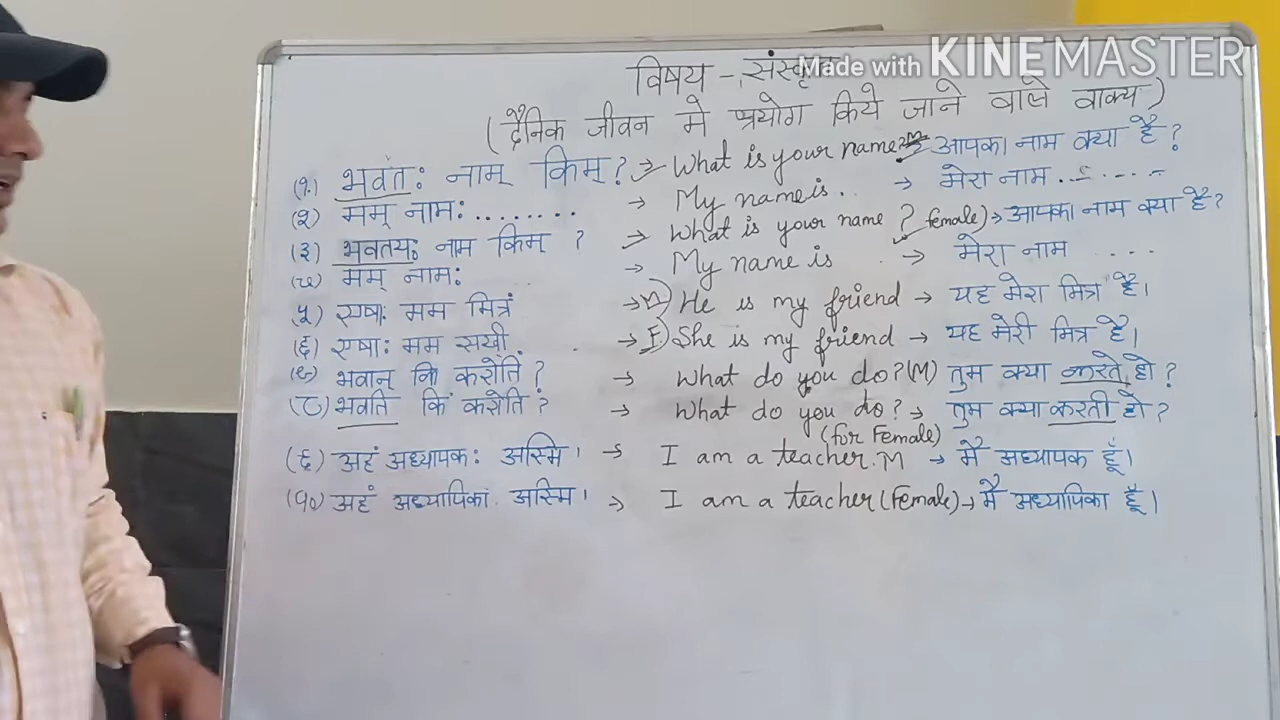 Made with KINEMASTER
विषय - संस्कृत
(दैनिक जीवन मे प्रयोग किये जाने वाले वाक्य)
(१) भवंतः नाम् किम्? → What is your name? M → आपका नाम क्या है?
(२) मम् नामः ........ → My name is .. → मेरा नाम ......
(३) भवतयः नाम किम् ? → What is your name ? female) → आपका नाम क्या है?
(४) मम् नामः → My name is → मेरा नाम ....
(५) एषाः मम मित्रं → M) He is my friend → यह मेरा मित्र है।
(६) एषाः मम सखी. → F) She is my friend → यह मेरी मित्र है।
(७) भवान् किं करोति? → What do you do? (M) तुम क्या करते हो?
(८) भवति किं करोति? → What do you do? → तुम क्या करती हो?
(for Female)
(९) अहं अध्यापकः अस्मि। → I am a teacher. M → मैं अध्यापक हूँ।
(१०) अहं अध्यापिकां अस्मि। → I am a teacher (Female) → मैं अध्यापिका हूँ।